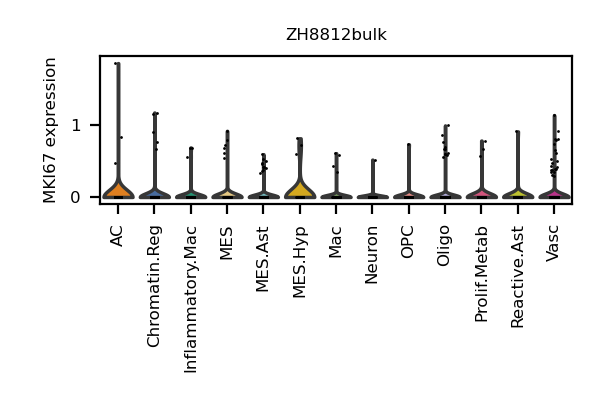 ZH8812bulk
MKI67 expression
1
0
AC
Chromatin.Reg
Inflammatory.Mac
MES
MES.Ast
MES.Hyp
Mac
Neuron
OPC
Oligo
Prolif.Metab
Reactive.Ast
Vasc